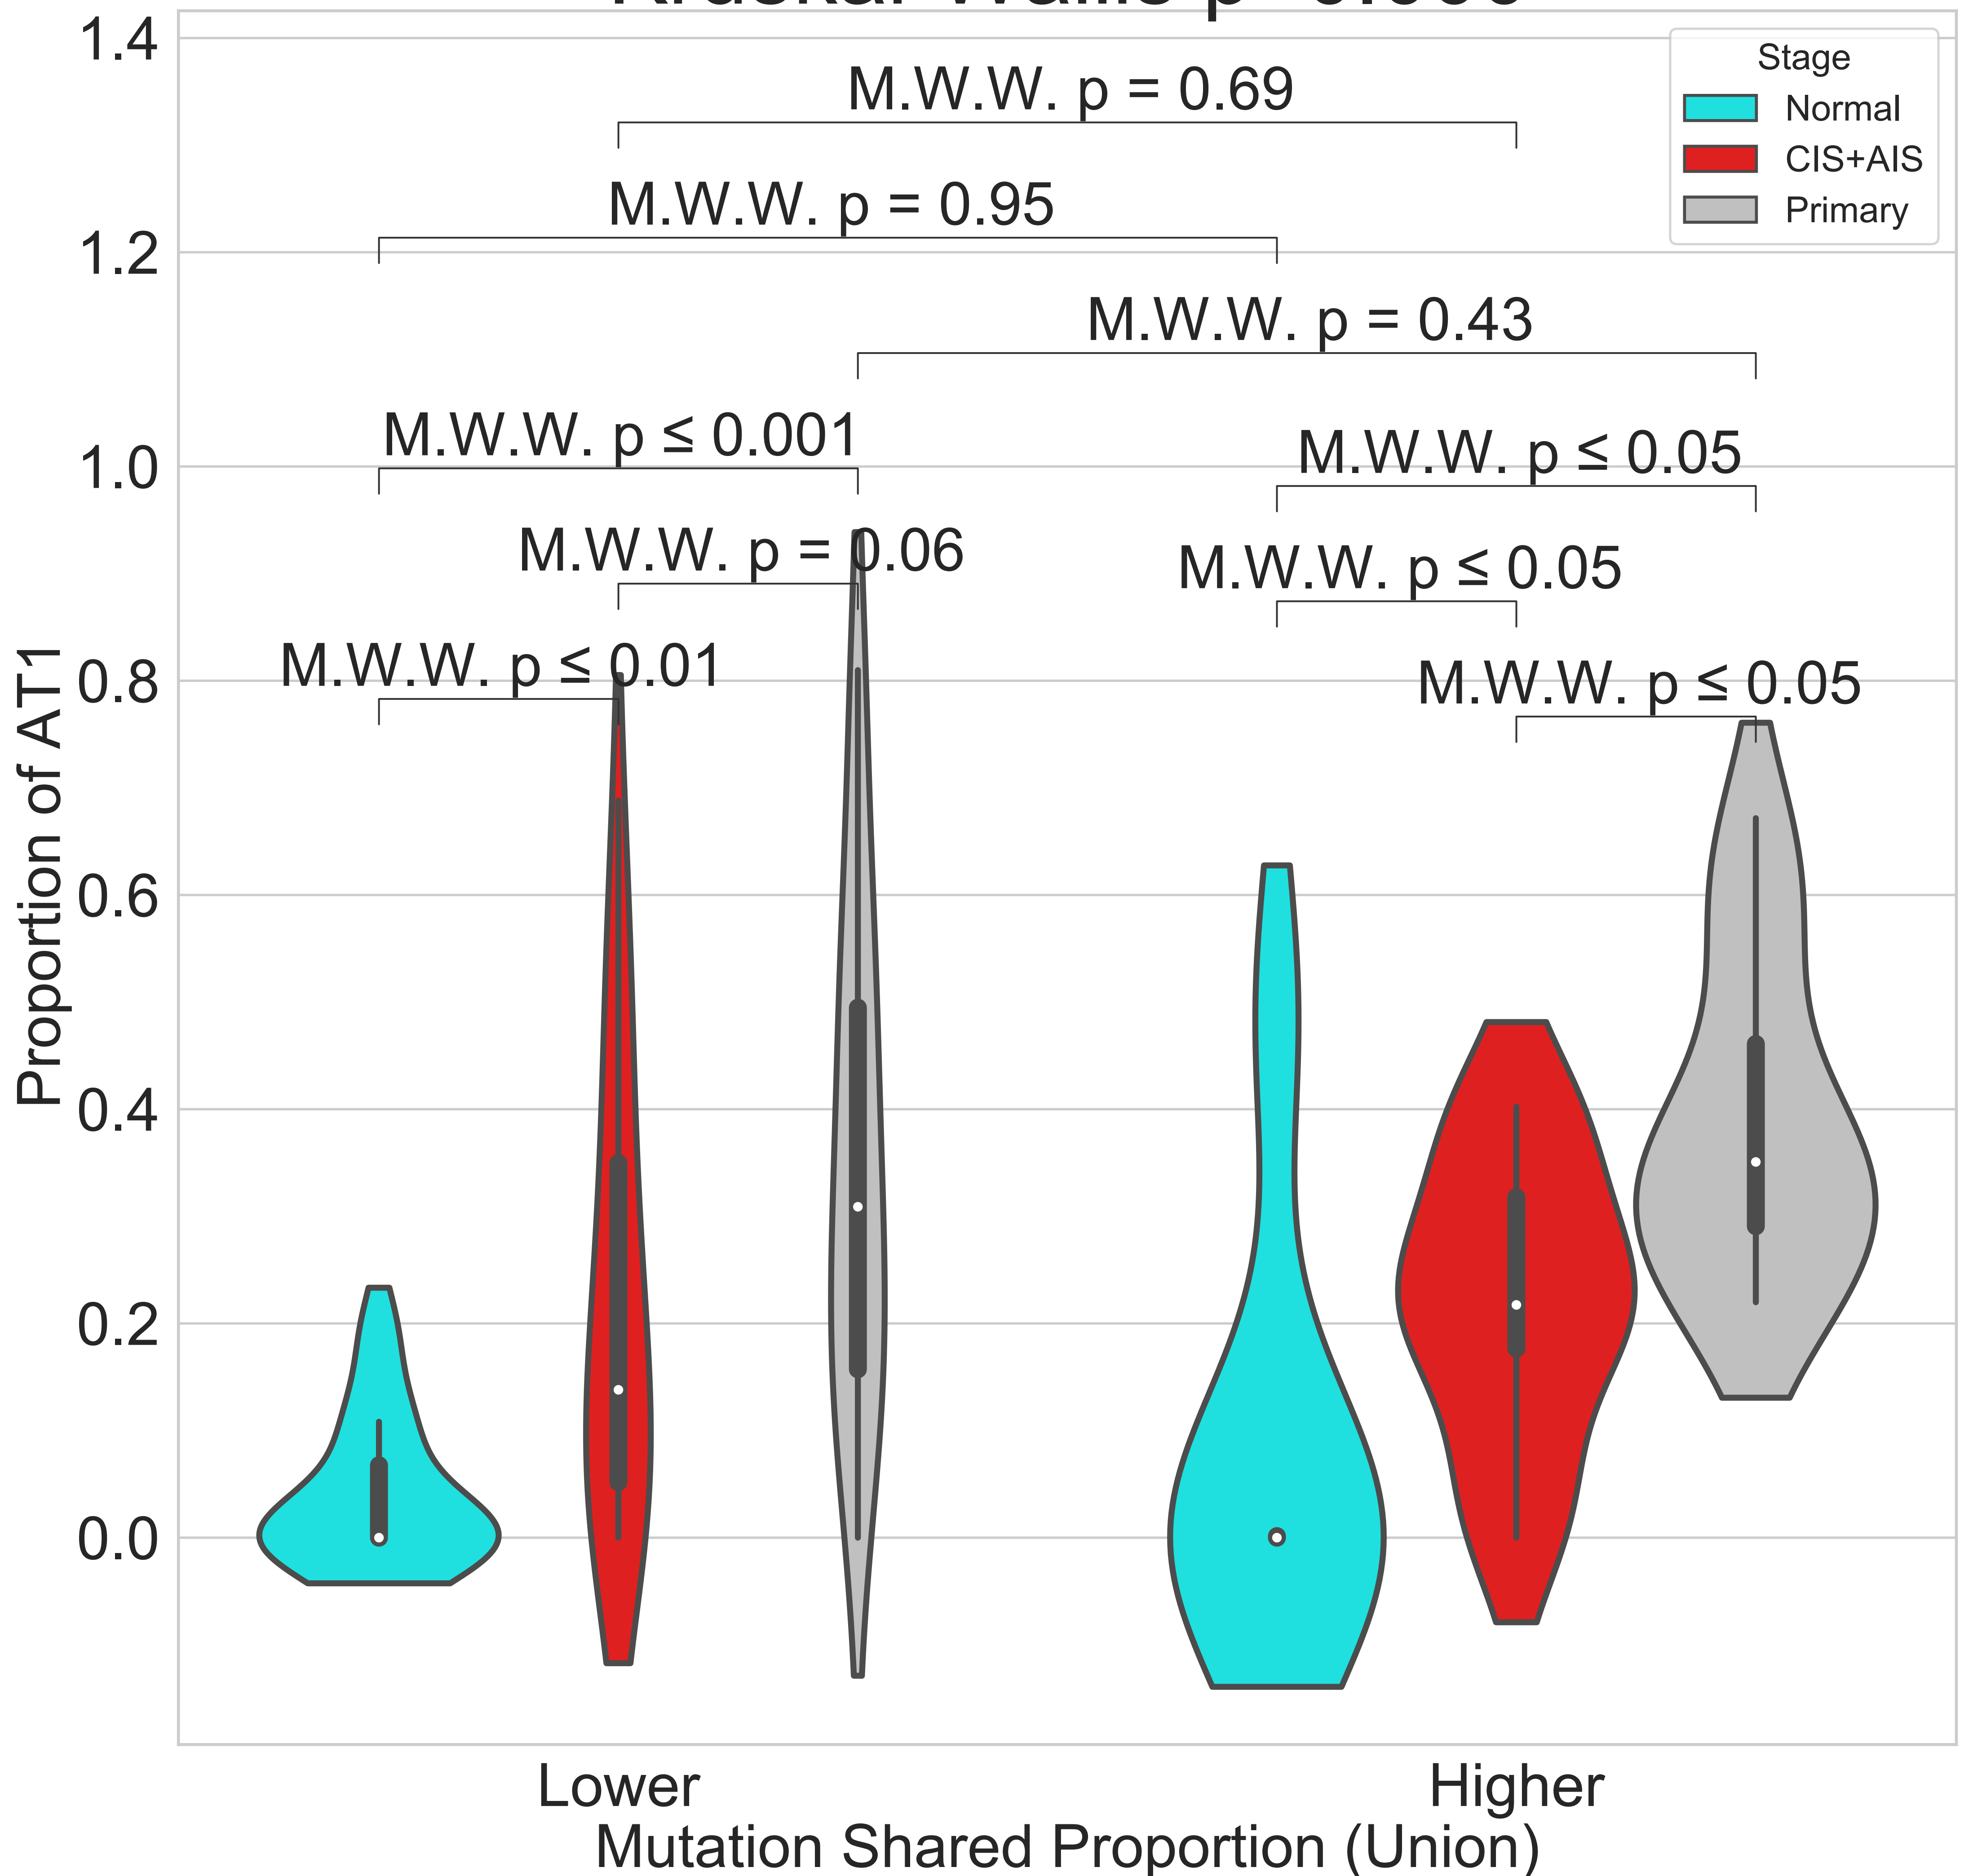 1.4
1.2
1.0
0.8
0.6
0.4
0.2
0.0
Proportion of AT1
M.W.W. p = 0.69
M.W.W. p = 0.95
M.W.W. p = 0.43
M.W.W. p ≤ 0.001
M.W.W. p ≤ 0.05
M.W.W. p = 0.06
M.W.W. p ≤ 0.05
M.W.W. p ≤ 0.01
M.W.W. p ≤ 0.05
Stage
Normal
CIS+AIS
Primary
Lower
Higher
Mutation Shared Proportion (Union)